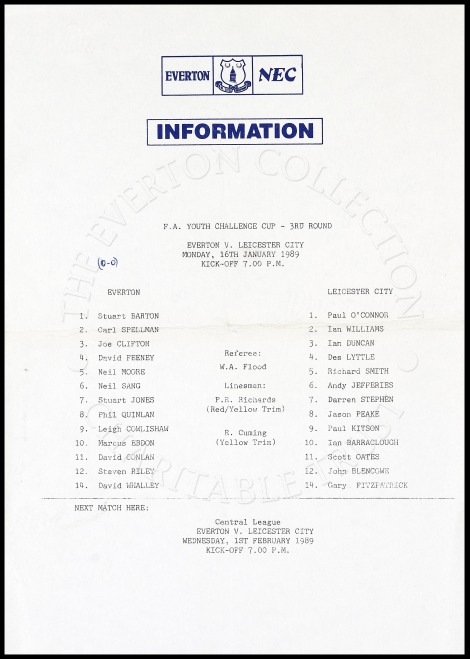 EVERTON NEC
INFORMATION
F.A. YOUTH CHALLENGE CUP - 3RD ROUND
EVERTON V. LEICESTER CITY
MONDAY, 16TH JANUARY 1989
KICK-OFF 7.00 P.M.
(0-0)
EVERTON
1. Stuart BARTON
2. Carl SPELLMAN
3. Joe CLIFTON
4. David FEENEY
5. Neil MOORE
6. Neil SANG
7. Stuart JONES
8. Phil QUINLAN
9. Leigh COWLISHAW
10. Marcus EBDON
11. David CONLAN
12. Steven RILEY
14. David WHALLEY
Referee:
W.A. Flood
Linesman:
P.R. Richards
(Red/Yellow Trim)
E. Cuming
(Yellow Trim)
LEICESTER CITY
1. Paul O'CONNOR
2. Ian WILLIAMS
3. Ian DUNCAN
4. Des LYTTLE
5. Richard SMITH
6. Andy JEFFERIES
7. Darren STEPHEN
8. Jason PEAKE
9. Paul KITSON
10. Ian BARRACLOUGH
11. Scott OATES
12. John BLENCOWE
14. Gary FITZPATRICK
NEXT MATCH HERE:
Central League
EVERTON V. LEICESTER CITY
WEDNESDAY, 1ST FEBRUARY 1989
KICK-OFF 7.00 P.M.
THE EVERTON COLLECTION
CHARITABLE TRUST